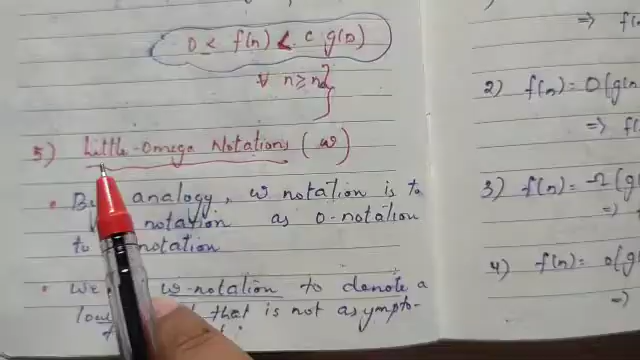 0 ≤ f(n) < c g(n)
∀ n ≥ n₀
5) Little-Omega Notations (ω)
• By analogy, ω notation is to
notation as o-notation
to notation
• We ω-notation to denote a
that is not asympto-
⇒ f(
2) f(n) = O(g(n
⇒ f(
3) f(n) = Ω(g(
⇒
4) f(n) = o(g(
⇒